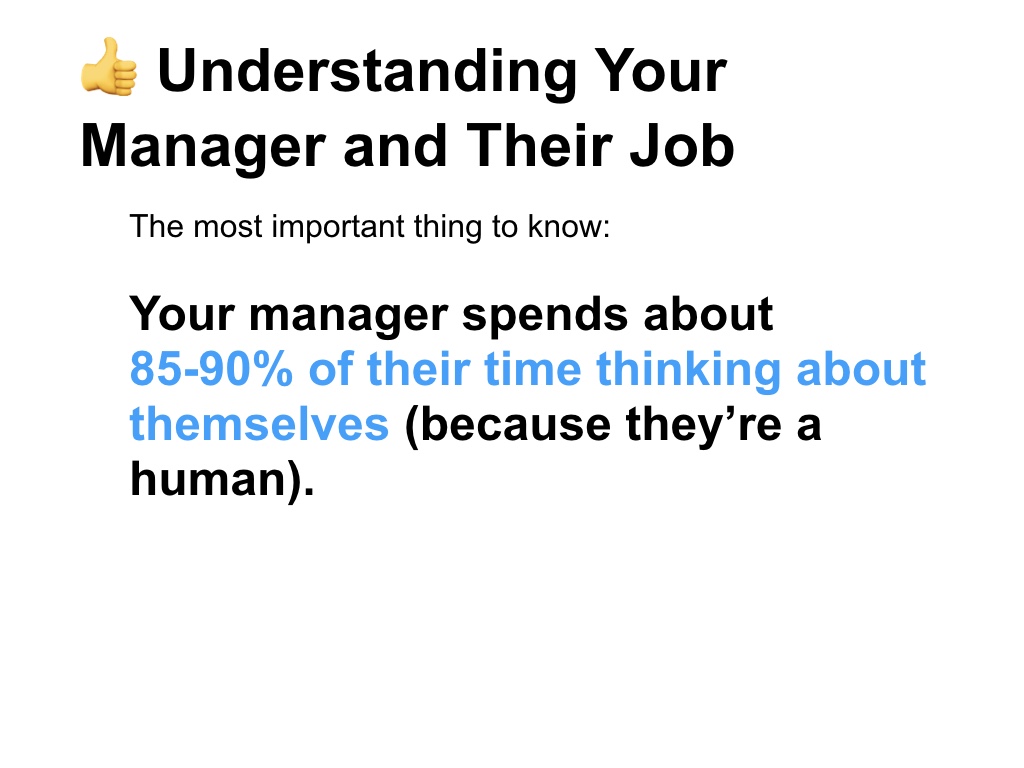 👍 Understanding Your
Manager and Their Job
The most important thing to know:
Your manager spends about
85-90% of their time thinking about
themselves (because they’re a
human).